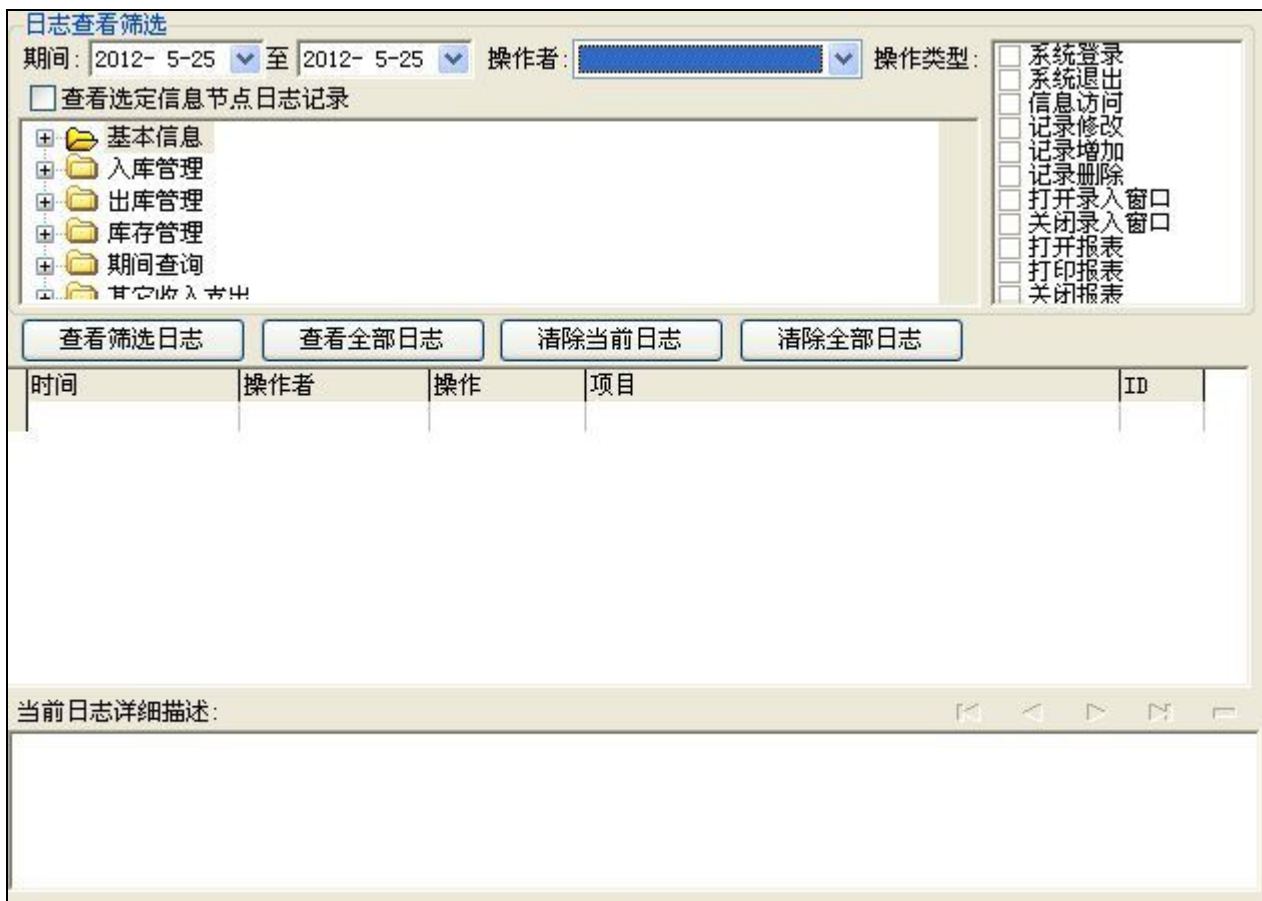 日志查看筛选
期间: 2012- 5-25 至 2012- 5-25 操作者: 操作类型:
系统登录
系统退出
信息访问
记录修改
记录增加
记录删除
打开录入窗口
关闭录入窗口
打开报表
打印报表
关闭报表
查看选定信息节点日志记录
基本信息
入库管理
出库管理
库存管理
期间查询
其它收入支出
查看筛选日志 查看全部日志 清除当前日志 清除全部日志
时间 操作者 操作 项目 ID
当前日志详细描述: